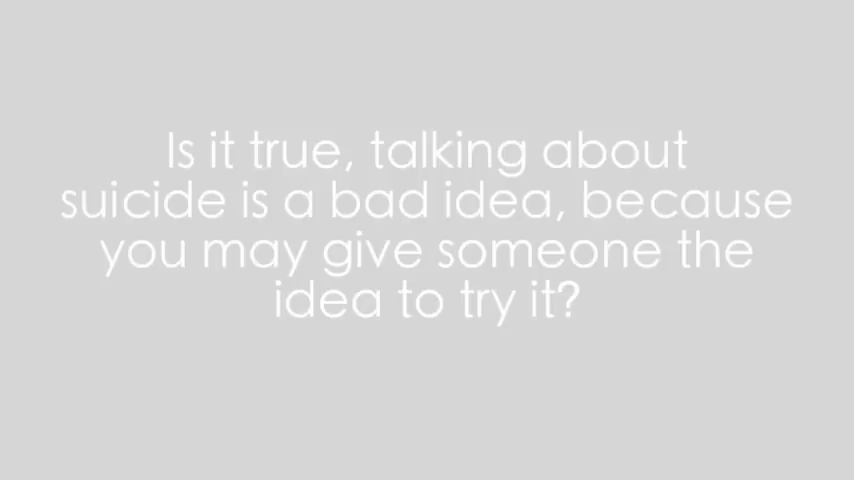 Is it true, talking about
suicide is a bad idea, because
you may give someone the
idea to try it?